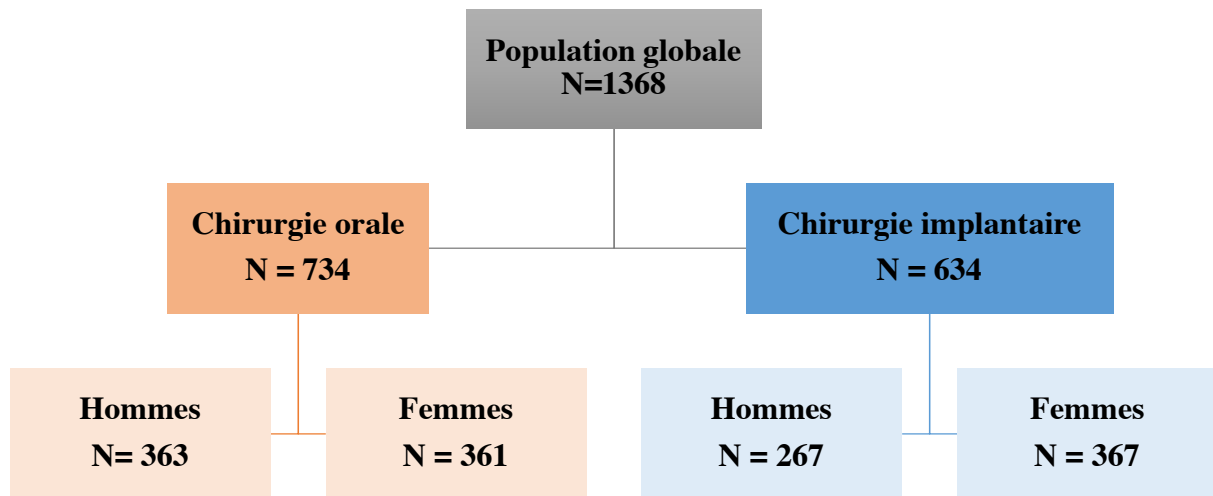 Population globale
N=1368
Chirurgie orale
N = 734
Chirurgie implantaire
N = 634
Hommes
N= 363
Femmes
N = 361
Hommes
N = 267
Femmes
N = 367